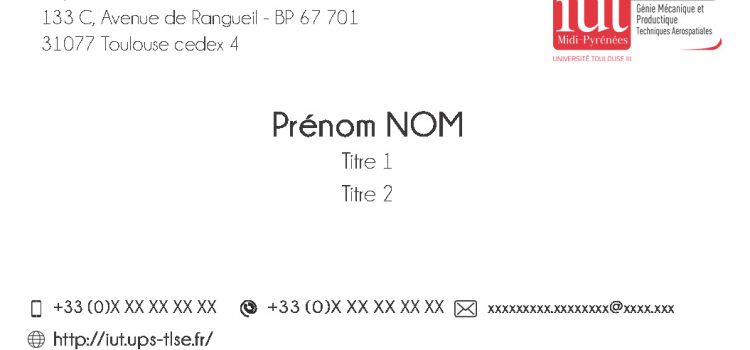 133 C, Avenue de Rangueil - BP 67 701
31077 Toulouse cedex 4
iut
Midi-Pyrénées
UNIVERSITÉ TOULOUSE III
Génie Mécanique et
Productique
Techniques Aerospatiales
Prénom NOM
Titre 1
Titre 2
+33 (0)X XX XX XX XX +33 (0)X XX XX XX XX xxxxxxxxx.xxxxxxxx@xxxx.xxx
http://iut.ups-tlse.fr/